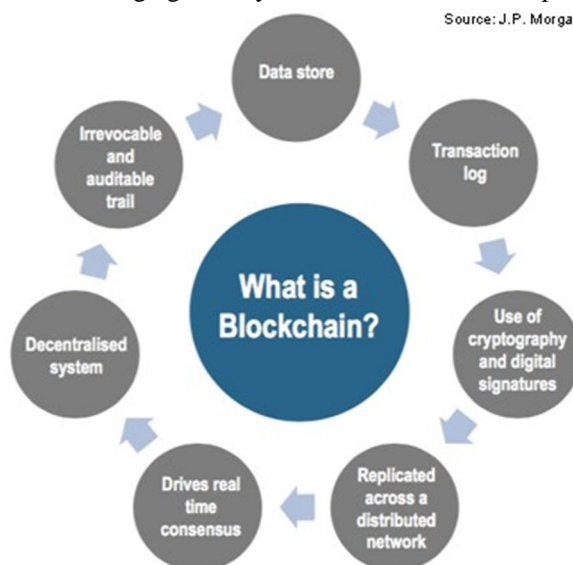 Source: J.P. Morga
Data store
Transaction
log
Use of
cryptography
and digital
signatures
Replicated
across a
distributed
network
Drives real
time
consensus
Decentralised
system
Irrevocable
and
auditable
trail
What is a
Blockchain?